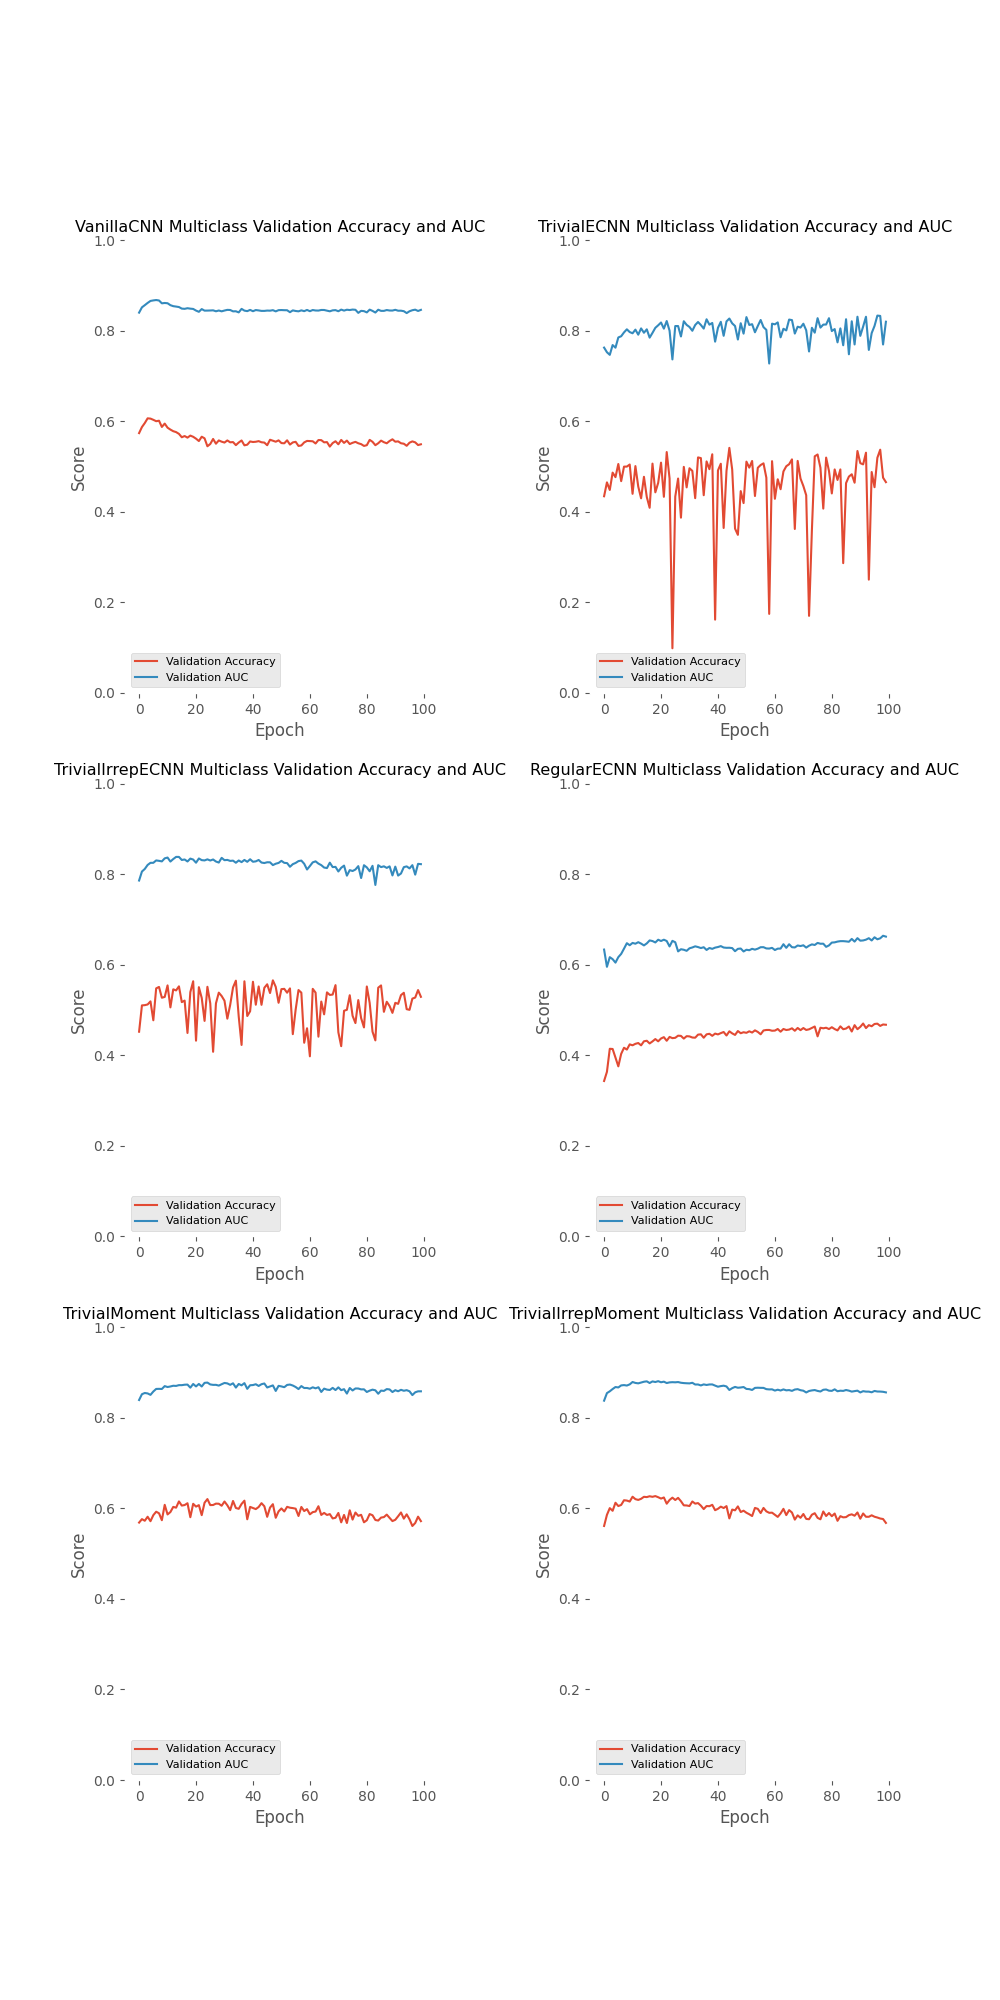 VanillaCNN Multiclass Validation Accuracy and AUC
1.0
0.8
0.6
0.4
0.2
0.0
Score
Validation Accuracy
Validation AUC
0 20 40 60 80 100
Epoch
TrivialECNN Multiclass Validation Accuracy and AUC
1.0
0.8
0.6
0.4
0.2
0.0
Score
Validation Accuracy
Validation AUC
0 20 40 60 80 100
Epoch
TrivialIrrepECNN Multiclass Validation Accuracy and AUC
1.0
0.8
0.6
0.4
0.2
0.0
Score
Validation Accuracy
Validation AUC
0 20 40 60 80 100
Epoch
RegularECNN Multiclass Validation Accuracy and AUC
1.0
0.8
0.6
0.4
0.2
0.0
Score
Validation Accuracy
Validation AUC
0 20 40 60 80 100
Epoch
TrivialMoment Multiclass Validation Accuracy and AUC
1.0
0.8
0.6
0.4
0.2
0.0
Score
Validation Accuracy
Validation AUC
0 20 40 60 80 100
Epoch
TrivialIrrepMoment Multiclass Validation Accuracy and AUC
1.0
0.8
0.6
0.4
0.2
0.0
Score
Validation Accuracy
Validation AUC
0 20 40 60 80 100
Epoch